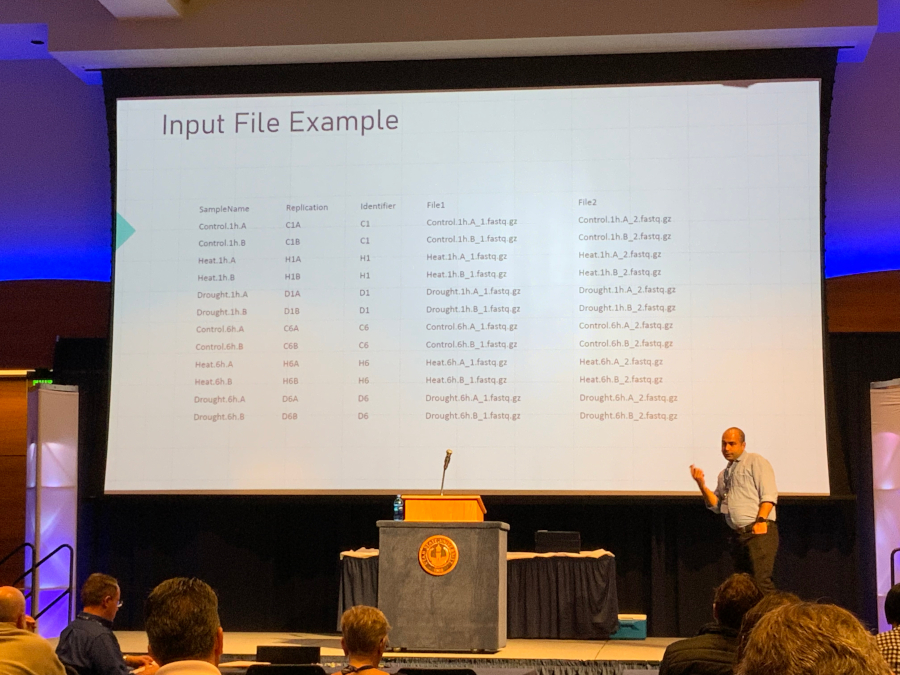 Input File Example
SampleName Replication Identifier File1 File2
Control.1h.A C1A C1 Control.1h.A_1.fastq.gz Control.1h.A_2.fastq.gz
Control.1h.B C1B C1 Control.1h.B_1.fastq.gz Control.1h.B_2.fastq.gz
Heat.1h.A H1A H1 Heat.1h.A_1.fastq.gz Heat.1h.A_2.fastq.gz
Heat.1h.B H1B H1 Heat.1h.B_1.fastq.gz Heat.1h.B_2.fastq.gz
Drought.1h.A D1A D1 Drought.1h.A_1.fastq.gz Drought.1h.A_2.fastq.gz
Drought.1h.B D1B D1 Drought.1h.B_1.fastq.gz Drought.1h.B_2.fastq.gz
Control.6h.A C6A C6 Control.6h.A_1.fastq.gz Control.6h.A_2.fastq.gz
Control.6h.B C6B C6 Control.6h.B_1.fastq.gz Control.6h.B_2.fastq.gz
Heat.6h.A H6A H6 Heat.6h.A_1.fastq.gz Heat.6h.A_2.fastq.gz
Heat.6h.B H6B H6 Heat.6h.B_1.fastq.gz Heat.6h.B_2.fastq.gz
Drought.6h.A D6A D6 Drought.6h.A_1.fastq.gz Drought.6h.A_2.fastq.gz
Drought.6h.B D6B D6 Drought.6h.B_1.fastq.gz Drought.6h.B_2.fastq.gz